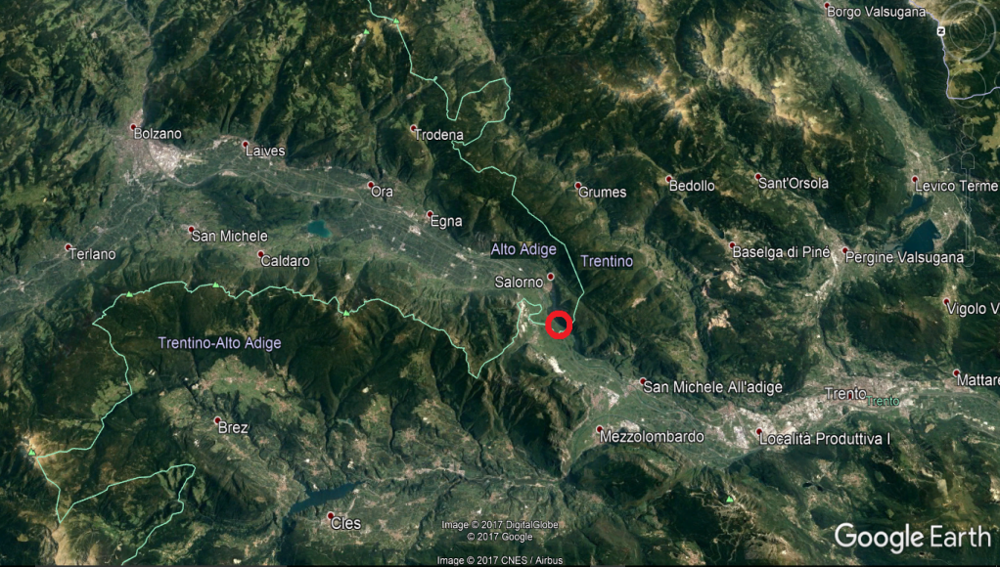 Borgo Valsugana
Bolzano
Trodena
Laives
Ora
Grumes
Bedollo
Sant'Orsola
Levico Terme
Egna
San Michele
Terlano
Caldaro
Alto Adige
Trentino
Baselga di Piné
Pergine Valsugana
Salorno
Vigolo V
Trentino-Alto Adige
San Michele All'adige
Trento
Trento
Mattare
Brez
Mezzolombardo
Località Produttiva I
Cles
Image © 2017 DigitalGlobe
© 2017 Google
Google Earth
Image © 2017 CNES / Airbus
N